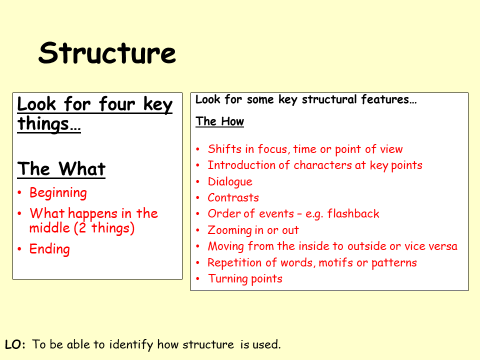 Structure
Look for four key
things…
The What
• Beginning
• What happens in the
middle (2 things)
• Ending
Look for some key structural features…
The How
• Shifts in focus, time or point of view
• Introduction of characters at key points
• Dialogue
• Contrasts
• Order of events – e.g. flashback
• Zooming in or out
• Moving from the inside to outside or vice versa
• Repetition of words, motifs or patterns
• Turning points
LO: To be able to identify how structure is used.